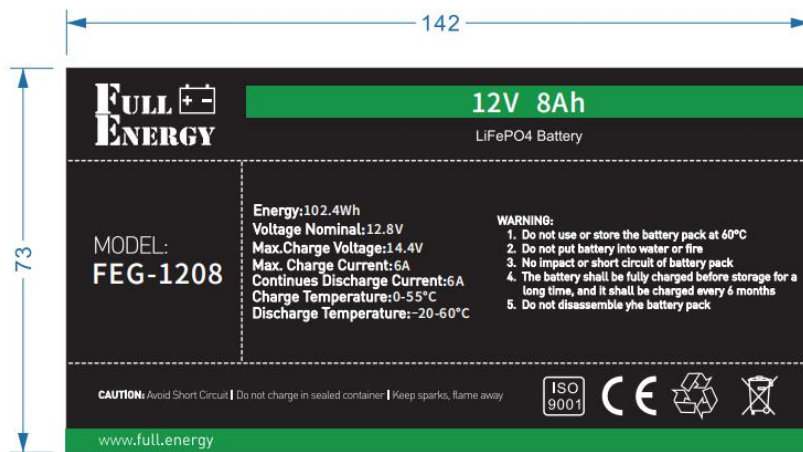 142
73
FULL
ENERGY
12V 8Ah
LiFePO4 Battery
MODEL:
FEG-1208
Energy:102.4Wh
Voltage Nominal:12.8V
Max.Charge Voltage:14.4V
Max. Charge Current:6A
Continues Discharge Current:6A
Charge Temperature:0-55°C
Discharge Temperature:-20-60°C
WARNING:
1. Do not use or store the battery pack at 60°C
2. Do not put battery into water or fire
3. No impact or short circuit of battery pack
4. The battery shall be fully charged before storage for a
long time, and it shall be charged every 6 months
5. Do not disassemble yhe battery pack
CAUTION: Avoid Short Circuit | Do not charge in sealed container | Keep sparks, flame away
ISO
9001
CE
www.full.energy